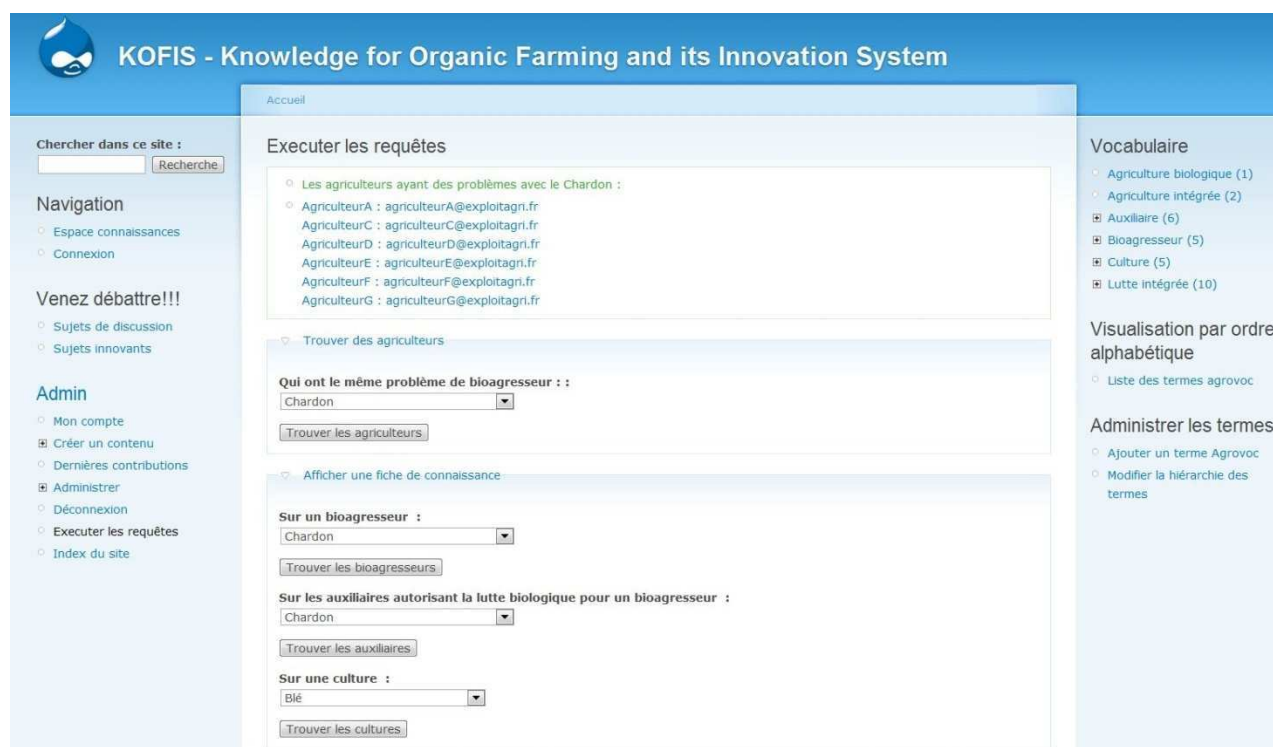 KOFIS - Knowledge for Organic Farming and its Innovation System
Accueil
Chercher dans ce site :
Recherche
Navigation
Espace connaissances
Connexion
Venez débattre!!!
Sujets de discussion
Sujets innovants
Admin
Mon compte
Créer un contenu
Dernières contributions
Administrer
Déconnexion
Executer les requêtes
Index du site
Executer les requêtes
Les agriculteurs ayant des problèmes avec le Chardon :
AgriculteurA : agriculteurA@exploitagri.fr
AgriculteurC : agriculteurC@exploitagri.fr
AgriculteurD : agriculteurD@exploitagri.fr
AgriculteurE : agriculteurE@exploitagri.fr
AgriculteurF : agriculteurF@exploitagri.fr
AgriculteurG : agriculteurG@exploitagri.fr
Trouver des agriculteurs
Qui ont le même problème de bioagresseur : :
Chardon
Trouver les agriculteurs
Afficher une fiche de connaissance
Sur un bioagresseur :
Chardon
Trouver les bioagresseurs
Sur les auxiliaires autorisant la lutte biologique pour un bioagresseur :
Chardon
Trouver les auxiliaires
Sur une culture :
Blé
Trouver les cultures
Vocabulaire
Agriculture biologique (1)
Agriculture intégrée (2)
Auxiliaire (6)
Bioagresseur (5)
Culture (5)
Lutte intégrée (10)
Visualisation par ordre
alphabétique
Liste des termes agrovoc
Administrer les termes
Ajouter un terme Agrovoc
Modifier la hiérarchie des
termes